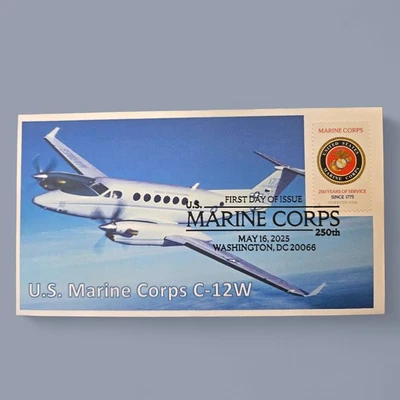 MARINE CORPS
UNITED STATES
MARINE CORPS
250 YEARS OF SERVICE
SINCE 1775
FIRST DAY OF ISSUE
U.S.
MARINE CORPS
250th
MAY 16, 2025
WASHINGTON, DC 20066
U.S. Marine Corps C-12W